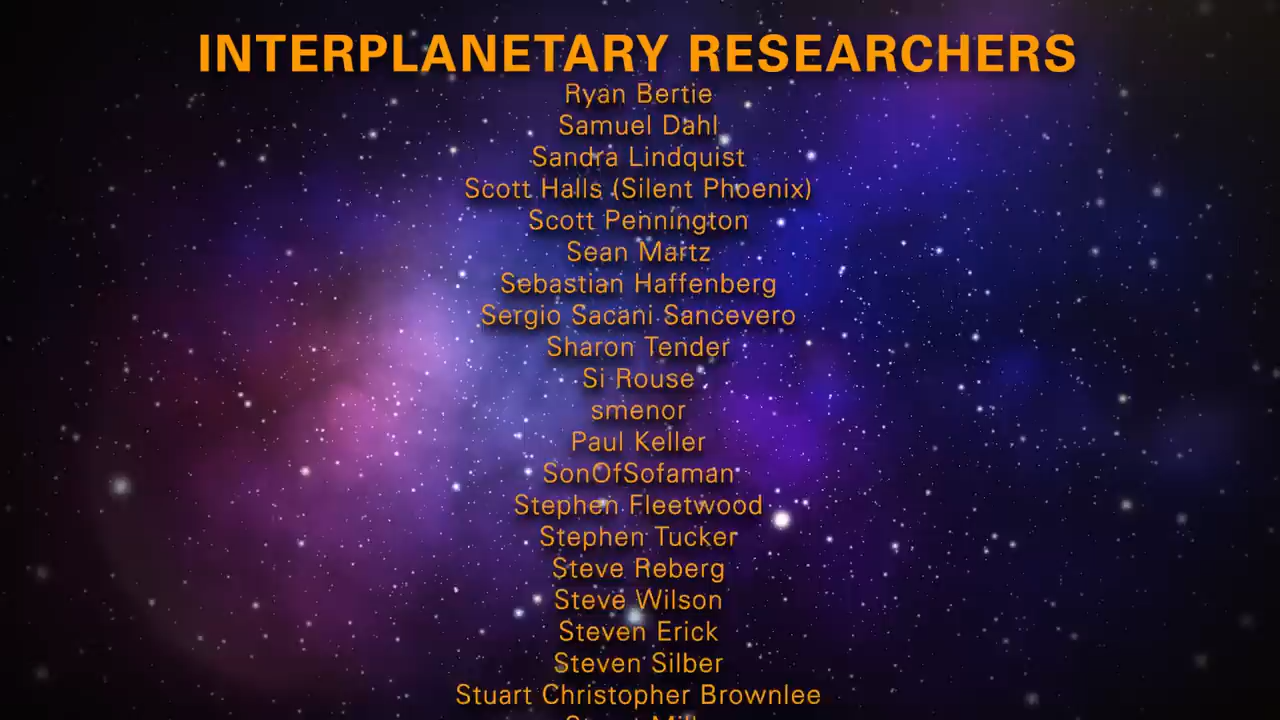 INTERPLANETARY RESEARCHERS
Ryan Bertie
Samuel Dahl
Sandra Lindquist
Scott Halls (Silent Phoenix)
Scott Pennington
Sean Martz
Sebastian Haffenberg
Sergio Sacani Sancevero
Sharon Tender
Si Rouse
smenor
Paul Keller
SonOfSofaman
Stephen Fleetwood
Stephen Tucker
Steve Reberg
Steve Wilson
Steven Erick
Steven Silber
Stuart Christopher Brownlee